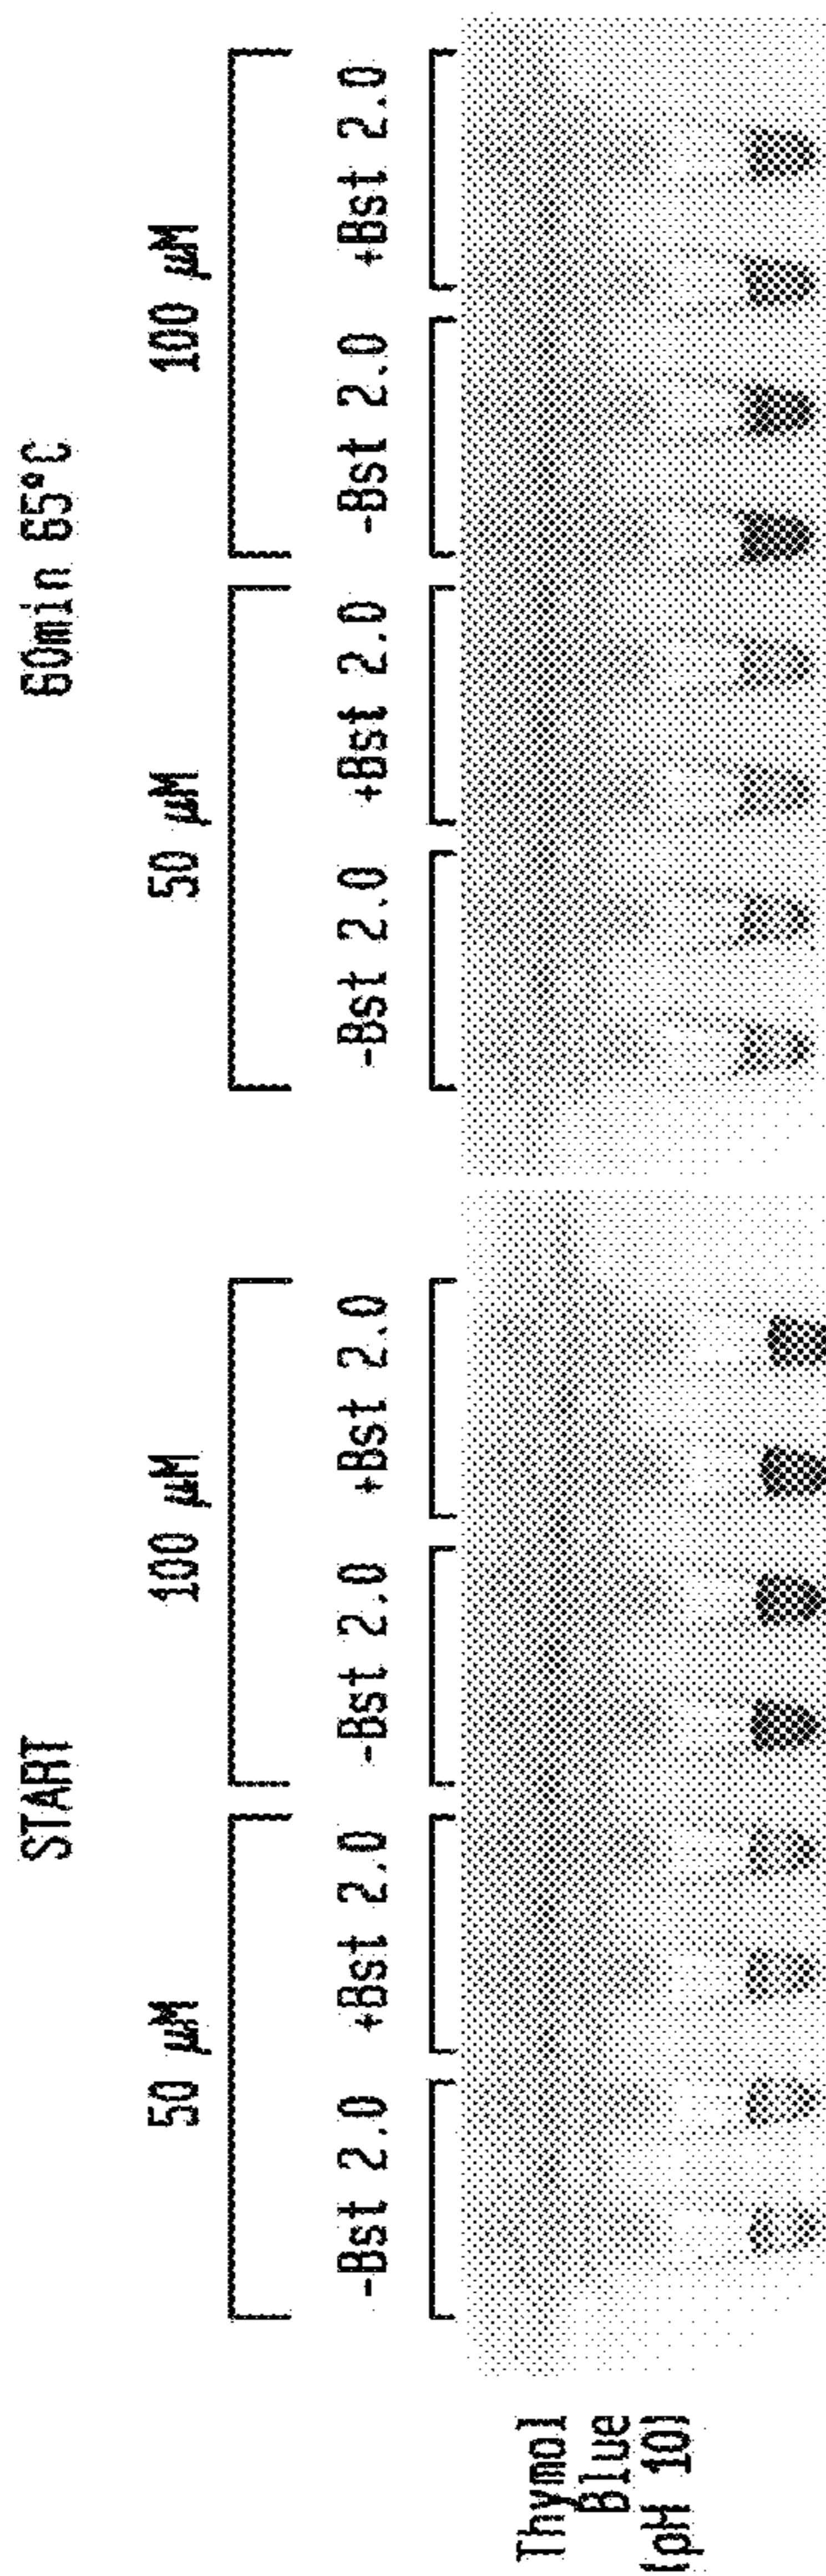 START 60min 65°C
50 µM 100 µM 50 µM 100 µM
-Bst 2.0 +Bst 2.0 -Bst 2.0 +Bst 2.0 -Bst 2.0 +Bst 2.0 -Bst 2.0 +Bst 2.0
Thymol
Blue
(pH 10)